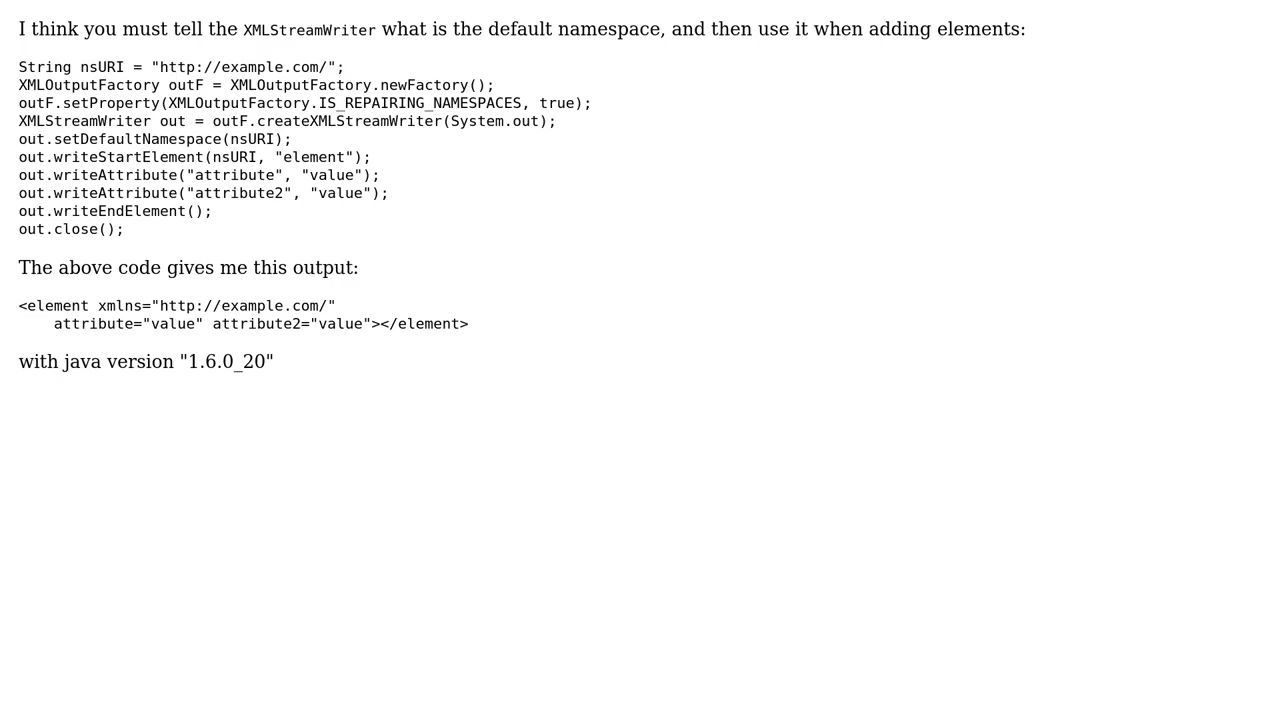 I think you must tell the XMLStreamWriter what is the default namespace, and then use it when adding elements:
String nsURI = "http://example.com/";
XMLOutputFactory outF = XMLOutputFactory.newFactory();
outF.setProperty(XMLOutputFactory.IS_REPAIRING_NAMESPACES, true);
XMLStreamWriter out = outF.createXMLStreamWriter(System.out);
out.setDefaultNamespace(nsURI);
out.writeStartElement(nsURI, "element");
out.writeAttribute("attribute", "value");
out.writeAttribute("attribute2", "value");
out.writeEndElement();
out.close();
The above code gives me this output:
<element xmlns="http://example.com/"
    attribute="value" attribute2="value"></element>
with java version "1.6.0_20"